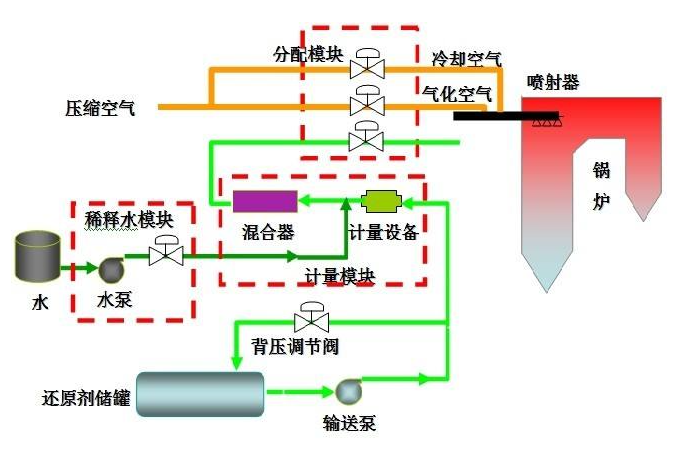 分配模块
冷却空气
喷射器
气化空气
压缩空气
锅
炉
稀释水模块
混合器
计量设备
计量模块
水
水泵
背压调节阀
还原剂储罐
输送泵